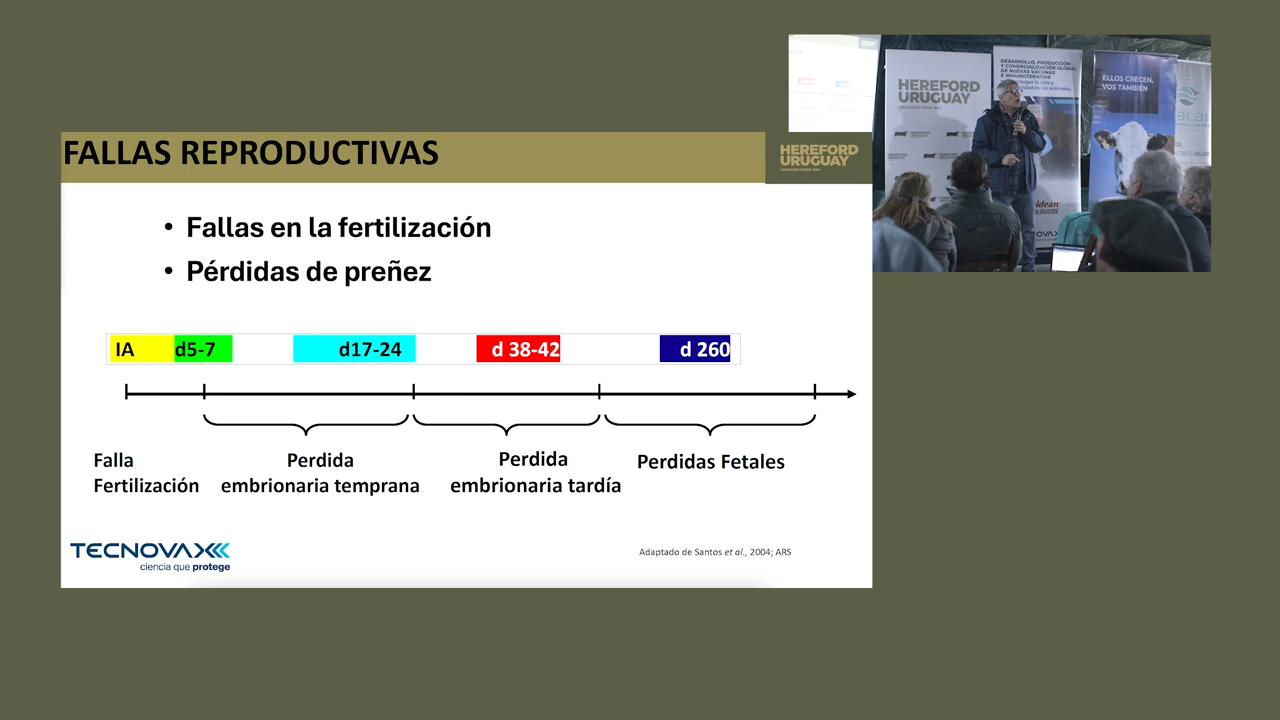 FALLAS REPRODUCTIVAS
HEREFORD
URUGUAY
• Fallas en la fertilización
• Pérdidas de preñez
IA
d5-7
d17-24
d 38-42
d 260
Falla
Fertilización
Perdida
embrionaria temprana
Perdida
embrionaria tardía
Perdidas Fetales
TECNOVAX
ciencia que protege
Adaptado de Santos et al., 2004; ARS
HEREFORD
URUGUAY
DESARROLLO, PRODUCCIÓN
Y COMERCIALIZACIÓN GLOBAL
DE NUEVAS VACUNAS
E INMUNOTERAPIAS
ELLOS CRECEN,
VOS TAMBIÉN